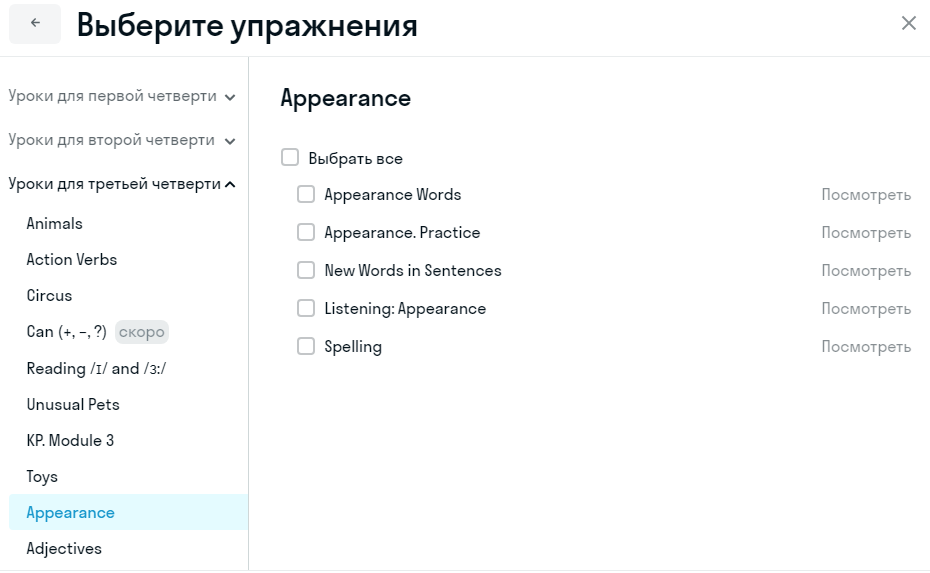 Выберите упражнения
Уроки для первой четверти
Уроки для второй четверти
Уроки для третьей четверти
Animals
Action Verbs
Circus
Can (+, –, ?) скоро
Reading /ɪ/ and /ɜ:/
Unusual Pets
КР. Module 3
Toys
Appearance
Adjectives
Appearance
Выбрать все
Appearance Words Посмотреть
Appearance. Practice Посмотреть
New Words in Sentences Посмотреть
Listening: Appearance Посмотреть
Spelling Посмотреть